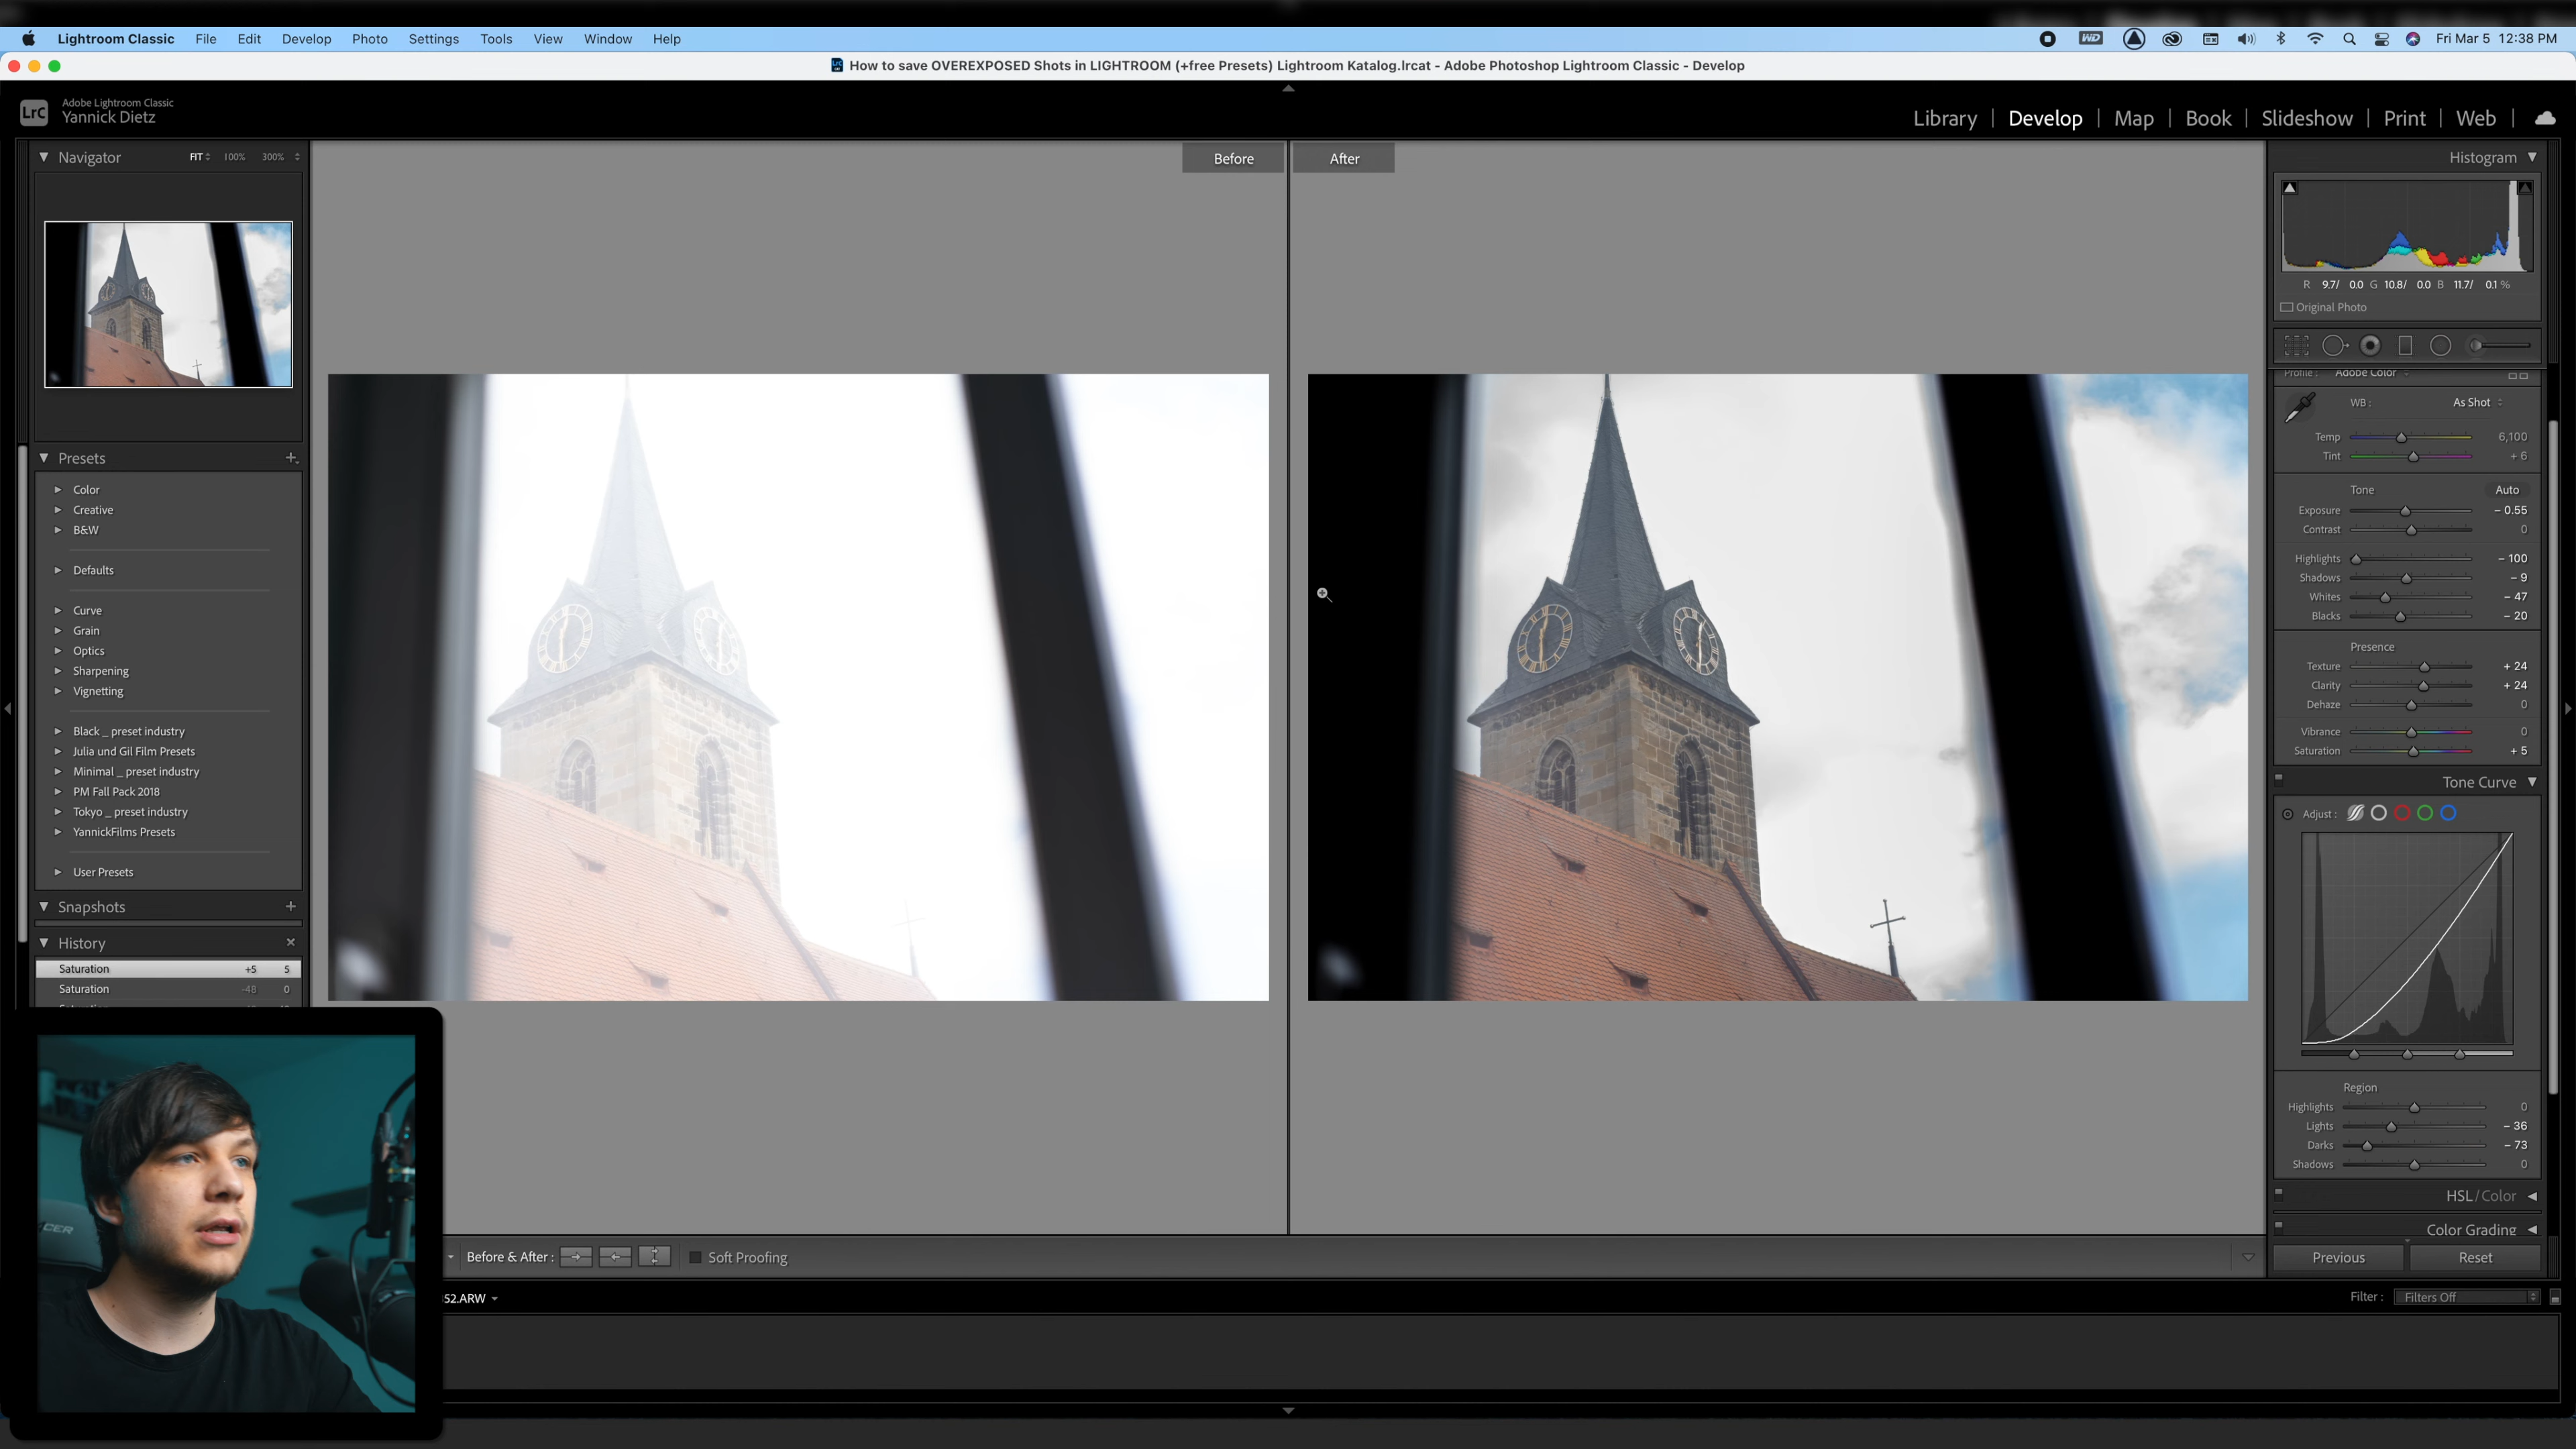 Lightroom Classic File Edit Develop Photo Settings Tools View Window Help
WD Fri Mar 5 12:38 PM
How to save OVEREXPOSED Shots in LIGHTROOM (+free Presets) Lightroom Katalog.lrcat - Adobe Photoshop Lightroom Classic - Develop
LrC
Adobe Lightroom Classic
Yannick Dietz
Library | Develop | Map | Book | Slideshow | Print | Web |
Navigator FIT 100% 300%
Before
After
Presets +
Color
Creative
B&W
Defaults
Curve
Grain
Optics
Sharpening
Vignetting
Black _ preset industry
Julia und Gil Film Presets
Minimal _ preset industry
PM Fall Pack 2018
Tokyo _ preset industry
YannickFilms Presets
User Presets
Snapshots +
History ×
Saturation +5 5
Saturation -48 0
Histogram
R 9.7/ 0.0 G 10.8/ 0.0 B 11.7/ 0.1 %
Original Photo
Profile : Adobe Color
WB : As Shot
Temp 6,100
Tint + 6
Tone Auto
Exposure – 0.55
Contrast 0
Highlights – 100
Shadows – 9
Whites – 47
Blacks – 20
Presence
Texture + 24
Clarity + 24
Dehaze 0
Vibrance 0
Saturation + 5
Tone Curve
Adjust :
Region
Highlights 0
Lights – 36
Darks – 73
Shadows 0
HSL / Color
Color Grading
Previous Reset
Before & After : Soft Proofing
52.ARW
Filter : Filters Off
CER